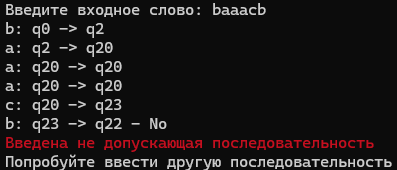 Введите входное слово: baaacb
b: q0 -> q2
a: q2 -> q20
a: q20 -> q20
a: q20 -> q20
c: q20 -> q23
b: q23 -> q22 - No
Введена не допускающая последовательность
Попробуйте ввести другую последовательность